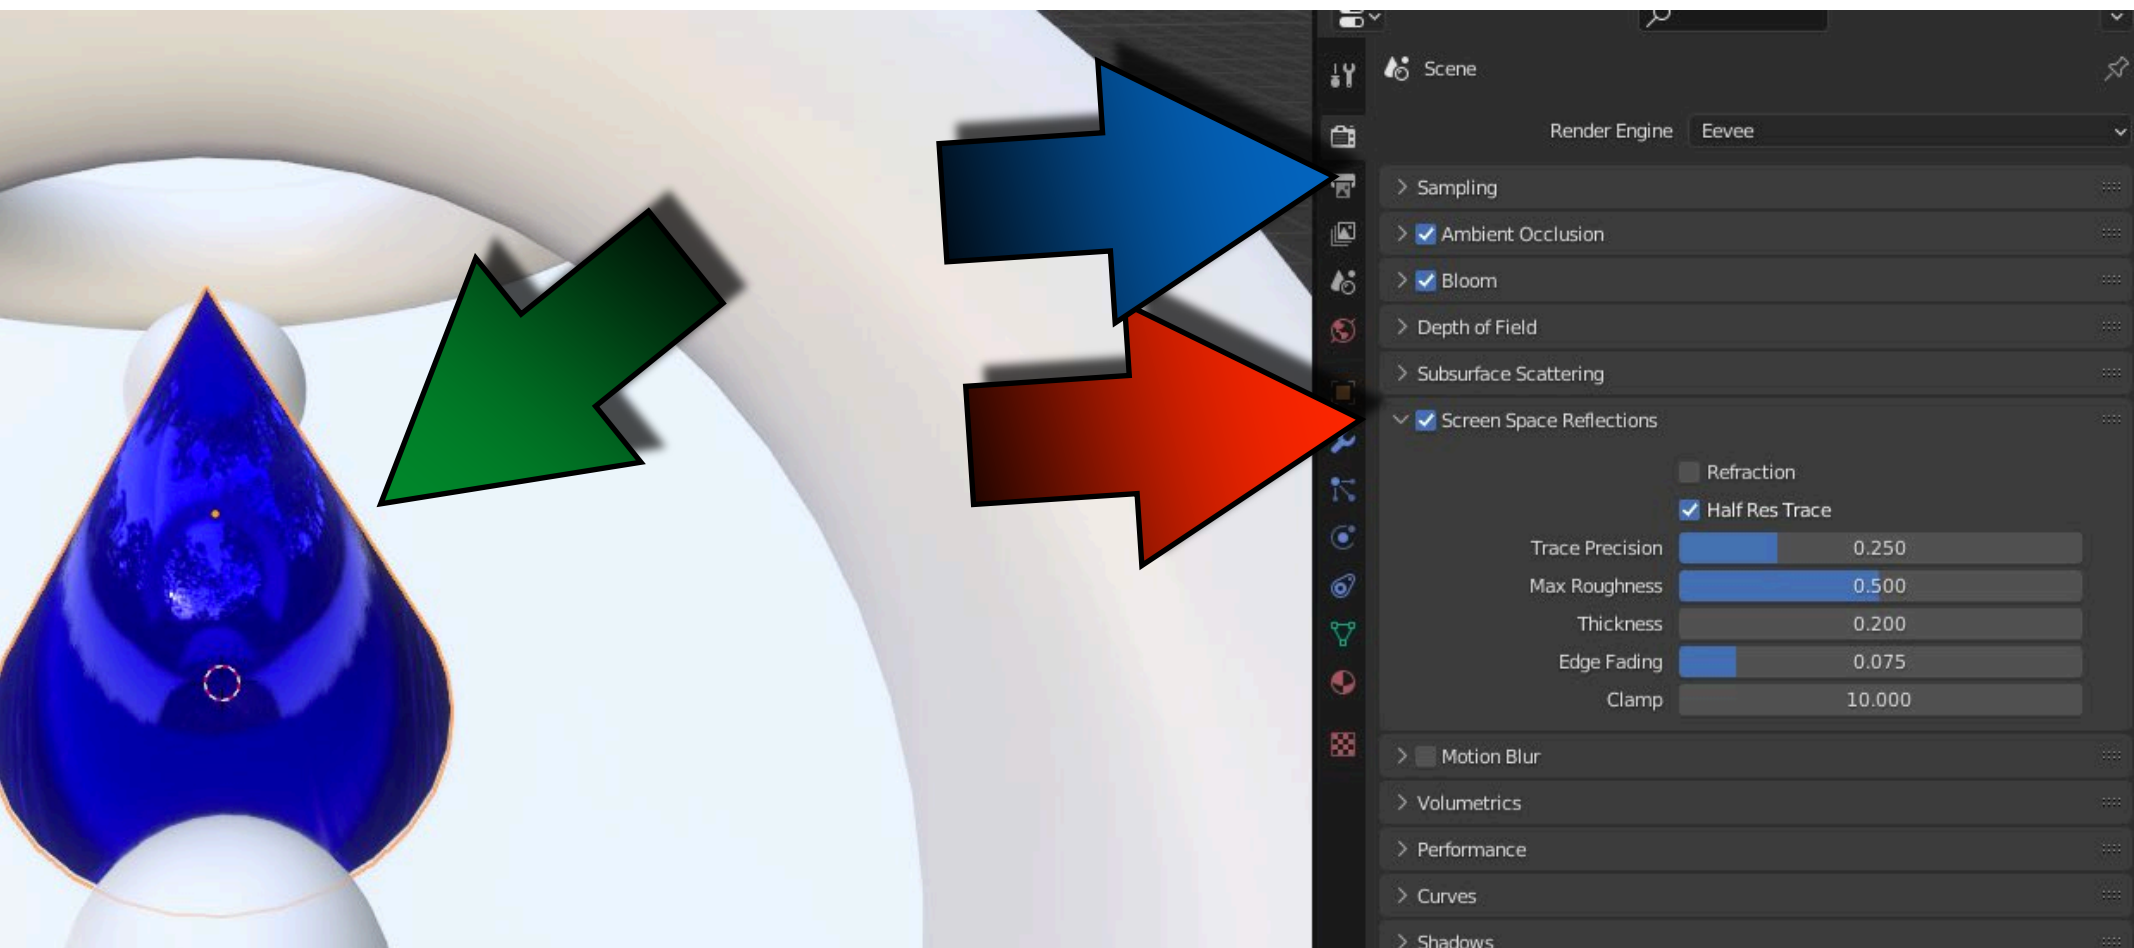 Scene
Render Engine Eevee
Sampling
Ambient Occlusion
Bloom
Depth of Field
Subsurface Scattering
Screen Space Reflections
Refraction
Half Res Trace
Trace Precision 0.250
Max Roughness 0.500
Thickness 0.200
Edge Fading 0.075
Clamp 10.000
Motion Blur
Volumetrics
Performance
Curves
Shadows